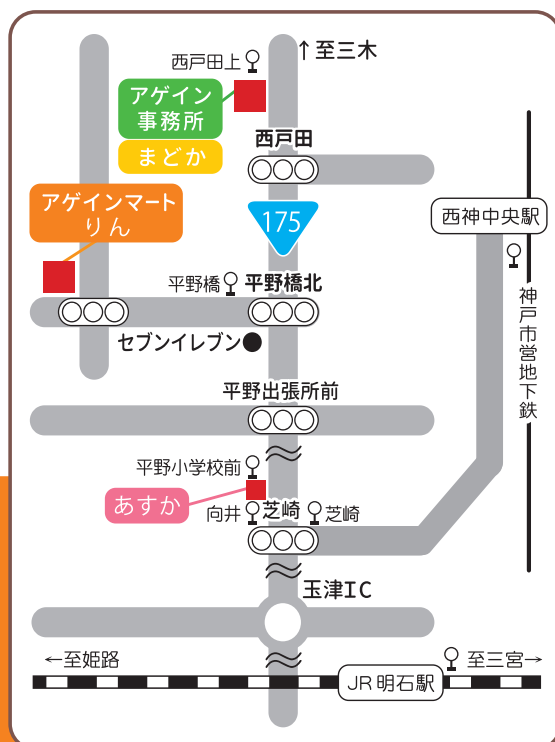 ↑至三木
西戸田上
アゲイン
事務所
まどか
西戸田
アゲインマート
りん
175
西神中央駅
平野橋
平野橋北
神戸市営地下鉄
セブンイレブン
平野出張所前
平野小学校前
あすか
向井
芝崎
芝崎
玉津IC
←至姫路
至三宮→
JR明石駅